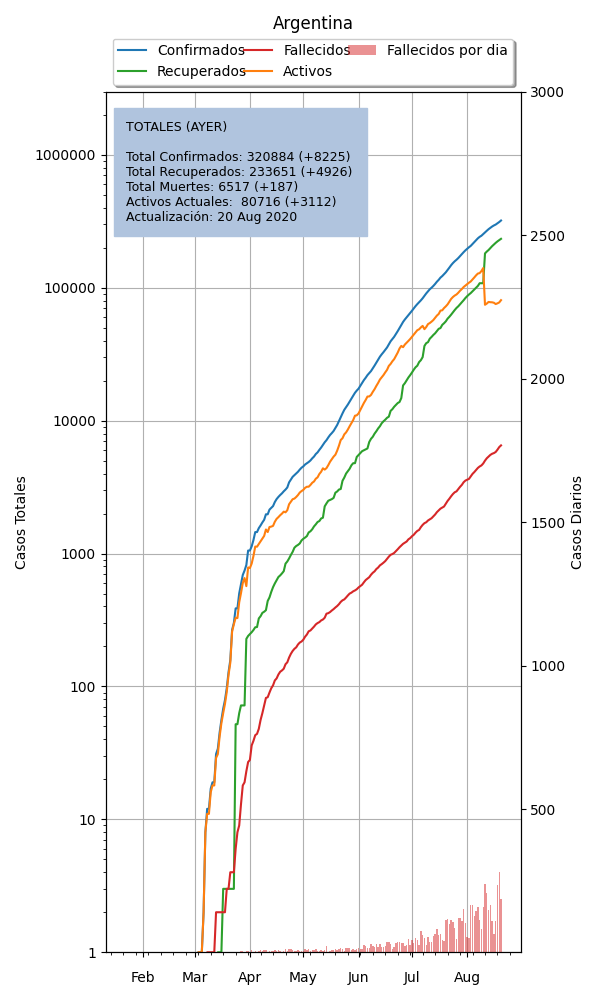 Argentina
Confirmados Fallecidos Fallecidos por dia
Recuperados Activos
TOTALES (AYER)
Total Confirmados: 320884 (+8225)
Total Recuperados: 233651 (+4926)
Total Muertes: 6517 (+187)
Activos Actuales:  80716 (+3112)
Actualización: 20 Aug 2020
Casos Totales
1000000
100000
10000
1000
100
10
1
3000
2500
2000
1500
1000
500
Casos Diarios
Feb Mar Apr May Jun Jul Aug